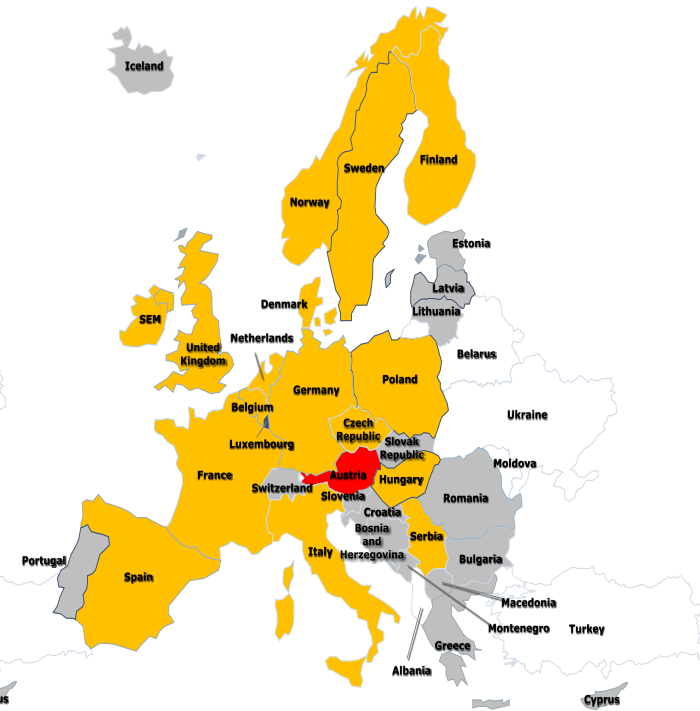 Iceland
Sweden
Finland
Norway
Estonia
Latvia
Lithuania
Denmark
SEM
United
Kingdom
Netherlands
Belarus
Germany
Poland
Belgium
Ukraine
Luxembourg
Czech
Republic
Slovak
Republic
Moldova
France
Switzerland
Austria
Hungary
Slovenia
Romania
Croatia
Bosnia
and
Herzegovina
Serbia
Italy
Bulgaria
Portugal
Spain
Macedonia
Montenegro
Turkey
Greece
Albania
us
Cyprus